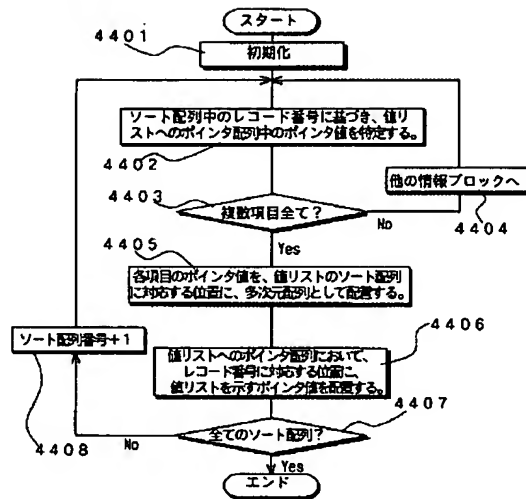 スタート
4401
初期化
ソート配列中のレコード番号に基づき、値リ
ストへのポインタ配列中のポインタ値を特定する。
4402
4403
複数項目全て?
No
他の情報ブロックへ
4404
4405
Yes
各項目のポインタ値を、値リストのソート配列
に対応する位置に、多次元配列として配置する。
4406
値リストへのポインタ配列において、
レコード番号に対応する位置に、
値リストを示すポインタ値を配置する。
ソート配列番号+1
4408
4407
全てのソート配列?
No
Yes
エンド